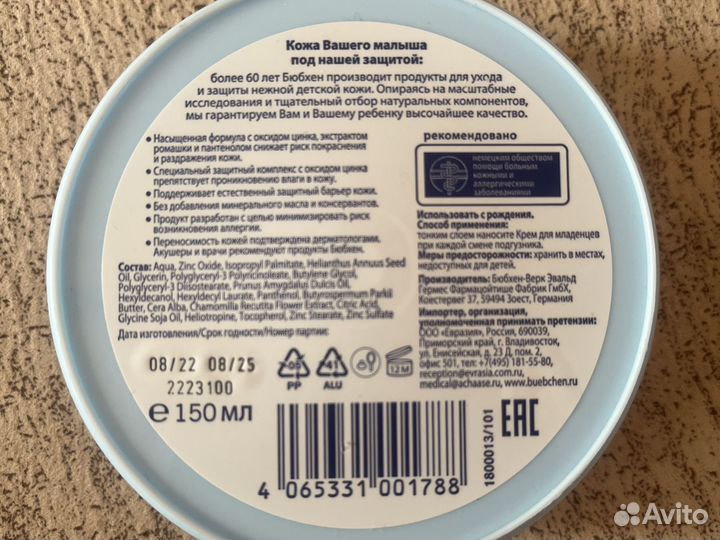 Кожа Вашего малыша
под нашей защитой:
более 60 лет Бюбхен производит продукты для ухода
и защиты нежной детской кожи. Опираясь на масштабные
исследования и тщательный отбор натуральных компонентов,
мы гарантируем Вам и Вашему ребенку высочайшее качество.
• Насыщенная формула с оксидом цинка, экстрактом
ромашки и пантенолом снижает риск покраснения
и раздражения кожи.
• Специальный защитный комплекс с оксидом цинка
препятствует проникновению влаги в кожу.
• Поддерживает естественный защитный барьер кожи.
• Без добавления минерального масла и консервантов.
• Продукт разработан с целью минимизировать риск
возникновения аллергии.
• Переносимость кожей подтверждена дерматологами.
Акушеры и врачи рекомендуют продукты Бюбхен.
Состав: Aqua, Zinc Oxide, Isopropyl Palmitate, Helianthus Annuus Seed
Oil, Glycerin, Polyglyceryl-3 Polyricinoleate, Butylene Glycol,
Polyglyceryl-3 Diisostearate, Prunus Amygdalus Dulcis Oil,
Hexyldecanol, Hexyldecyl Laurate, Panthenol, Butyrospermum Parkii
Butter, Cera Alba, Chamomilla Recutita Flower Extract, Citric Acid,
Glycine Soja Oil, Heliotropine, Tocopherol, Zinc Stearate, Zinc Sulfate
Дата изготовления/Срок годности/Номер партии:
08/22 08/25
2223100
05
PP
41
ALU
12M
e 150 мл
рекомендовано
немецким обществом
помощи больным
кожными и
аллергическими
заболеваниями
Использовать с рождения.
Способ применения:
тонким слоем наносите Крем для младенцев
при каждой смене подгузника.
Меры предосторожности: хранить в местах,
недоступных для детей.
Производитель: Бюбхен-Верк Эвальд
Гермес Фармацойтише Фабрик ГмбХ,
Коестервег 37, 59494 Зоест, Германия
Импортер, организация,
уполномоченная принимать претензии:
ООО «Евразия», Россия, 690039,
Приморский край, г. Владивосток,
ул. Енисейская, д. 23 Д, пом. 2,
офис 501, тел: +7(495) 181-55-80,
reception@evrasia.com.ru,
medical@achaase.ru, www.buebchen.ru
4 065331 001788
1800013/101
EAC
Avito